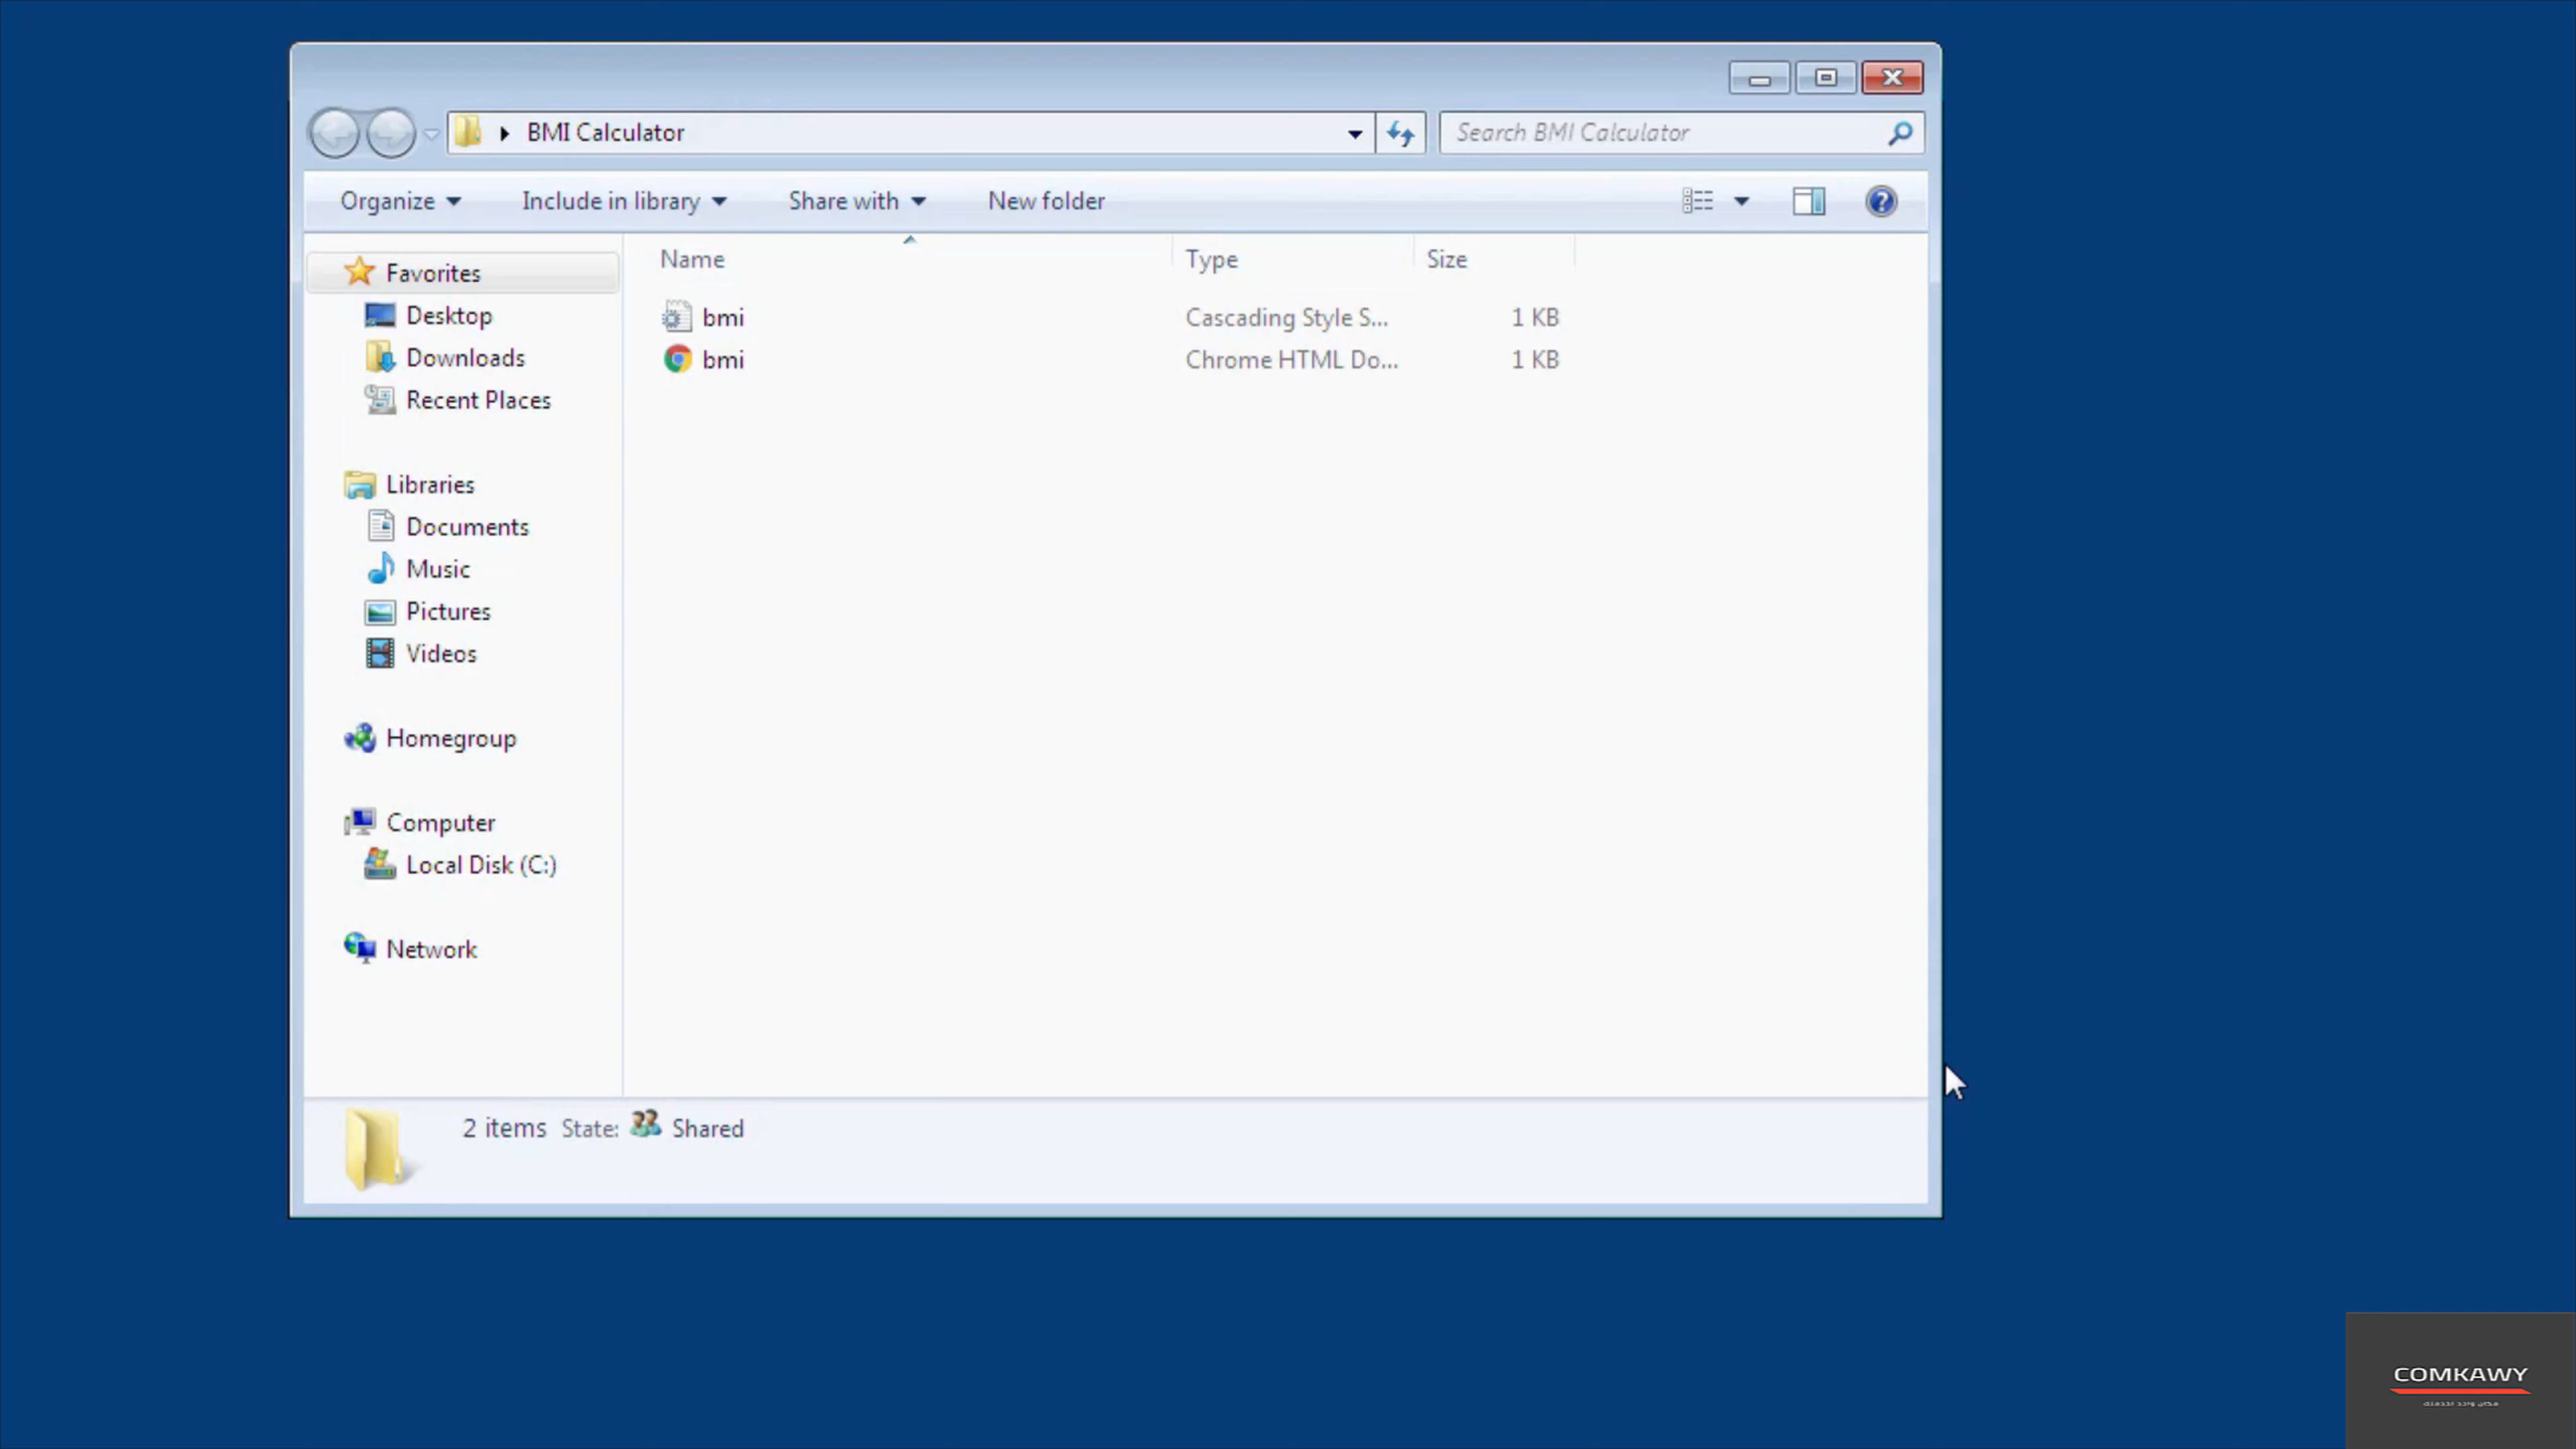 BMI Calculator
Search BMI Calculator
Organize Include in library Share with New folder
Favorites
Desktop
Downloads
Recent Places
Libraries
Documents
Music
Pictures
Videos
Homegroup
Computer
Local Disk (C:)
Network
Name Type Size
bmi Cascading Style S... 1 KB
bmi Chrome HTML Do... 1 KB
2 items State: Shared
COMKAWY